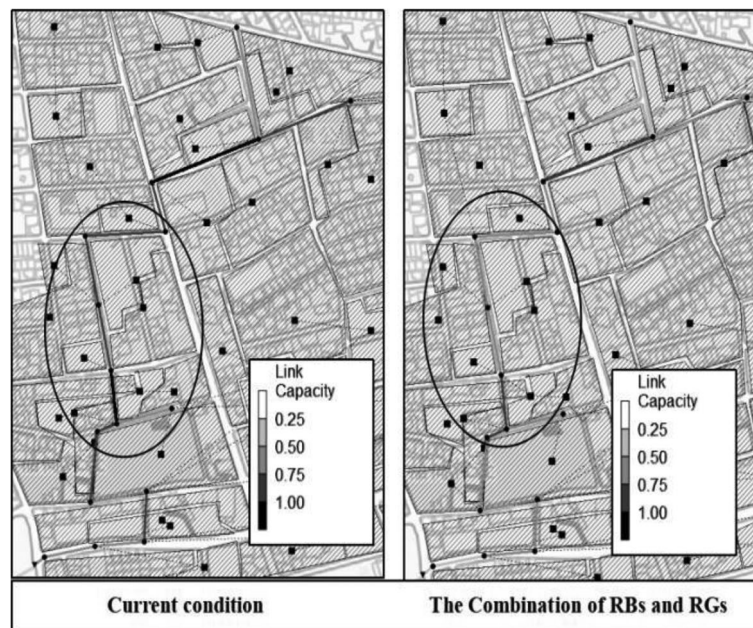 Link
Capacity
0.25
0.50
0.75
1.00
Link
Capacity
0.25
0.50
0.75
1.00
Current condition
The Combination of RBs and RGs